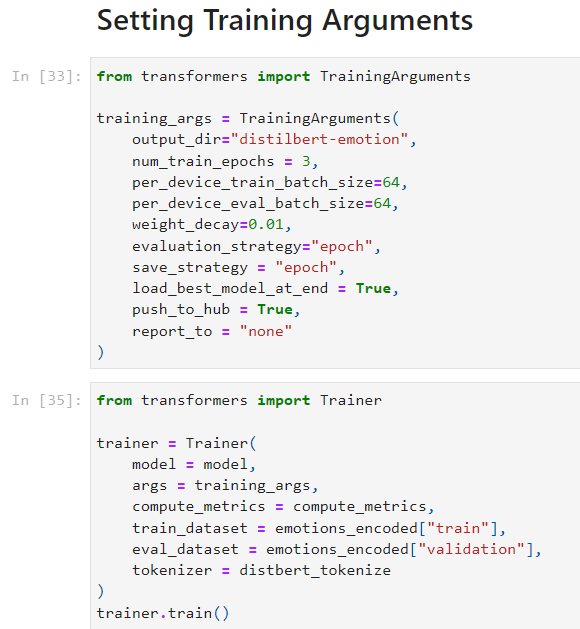 Setting Training Arguments
In [33]: from transformers import TrainingArguments
training_args = TrainingArguments(
output_dir="distilbert-emotion",
num_train_epochs = 3,
per_device_train_batch_size=64,
per_device_eval_batch_size=64,
weight_decay=0.01,
evaluation_strategy="epoch",
save_strategy = "epoch",
load_best_model_at_end = True,
push_to_hub = True,
report_to = "none"
)
In [35]: from transformers import Trainer
trainer = Trainer(
model = model,
args = training_args,
compute_metrics = compute_metrics,
train_dataset = emotions_encoded["train"],
eval_dataset = emotions_encoded["validation"],
tokenizer = distbert_tokenize
)
trainer.train()